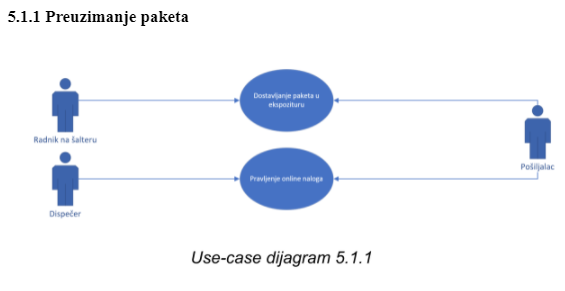 5.1.1 Preuzimanje paketa
Dostavljanje paketa u
ekspozituru
Radnik na šalteru
Pošiljalac
Pravljenje online naloga
Dispečer
Use-case dijagram 5.1.1